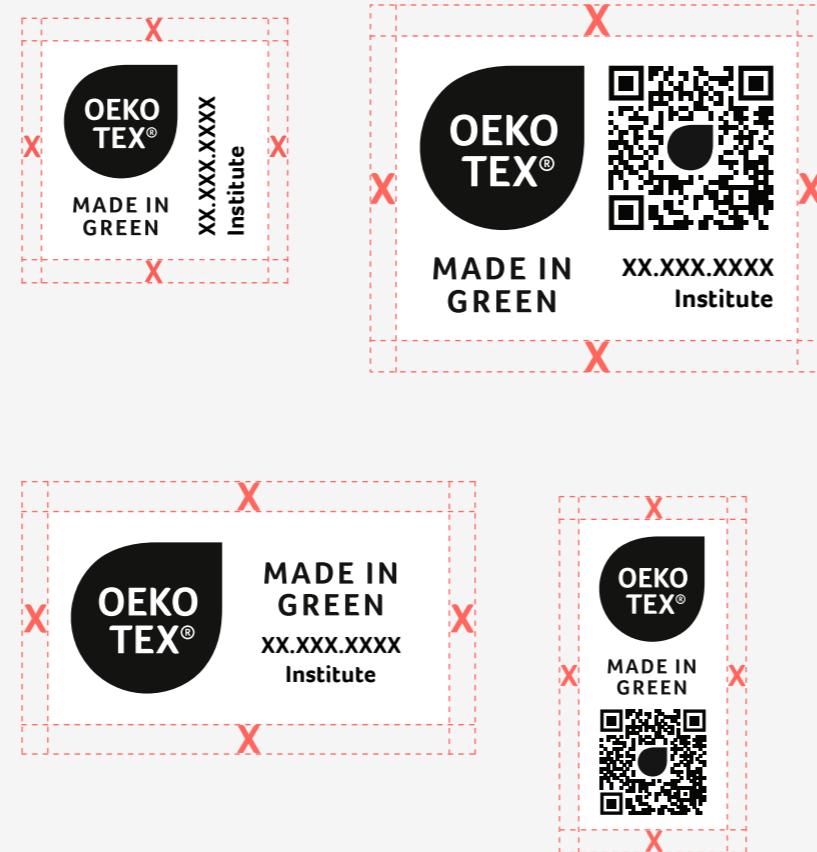 X
X
OEKO
TEX®
MADE IN
GREEN
XX.XXX.XXXX
Institute
X
X
X
X
OEKO
TEX®
MADE IN
GREEN
XX.XXX.XXXX
Institute
X
X
X
X
OEKO
TEX®
MADE IN
GREEN
XX.XXX.XXXX
Institute
X
X
X
X
OEKO
TEX®
MADE IN
GREEN
X
X